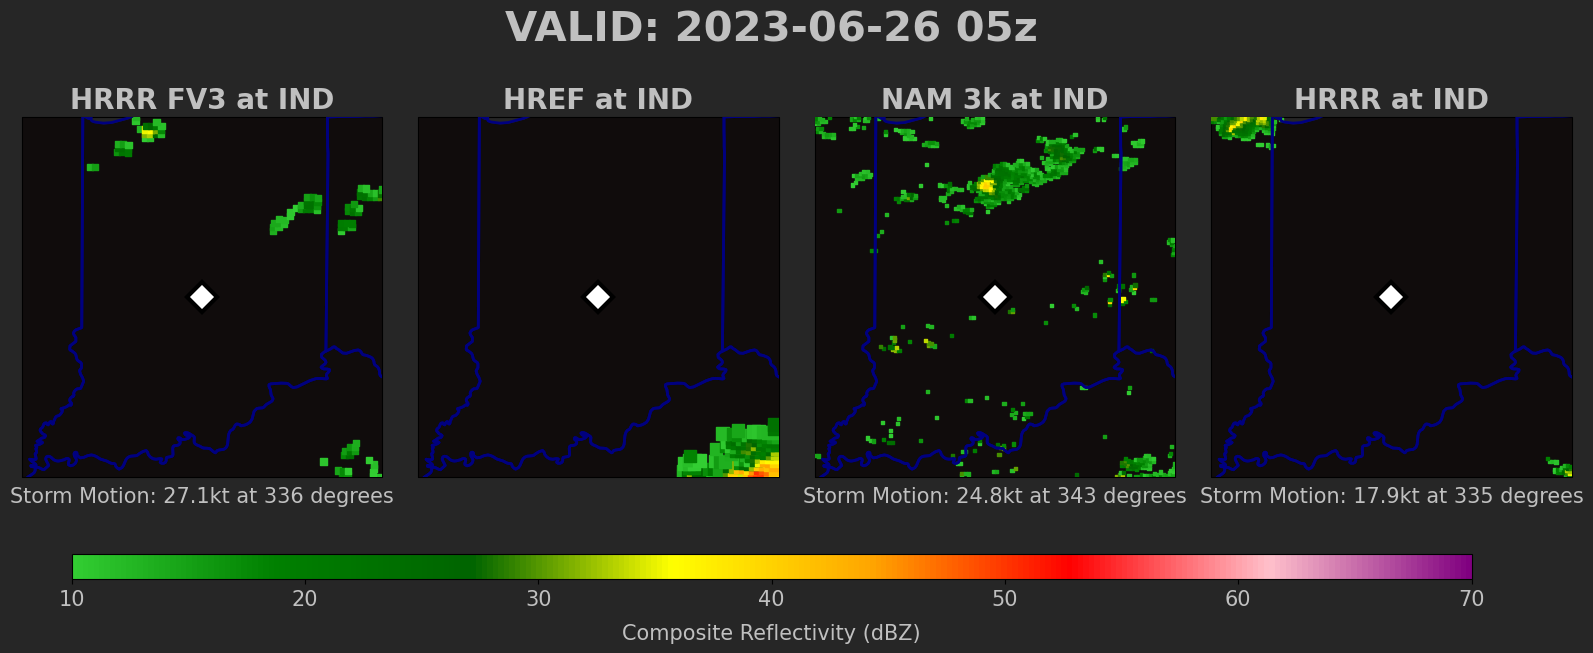 VALID: 2023-06-26 05z
HRRR FV3 at IND
HREF at IND
NAM 3k at IND
HRRR at IND
Storm Motion: 27.1kt at 336 degrees
Storm Motion: 24.8kt at 343 degrees
Storm Motion: 17.9kt at 335 degrees
10 20 30 40 50 60 70
Composite Reflectivity (dBZ)